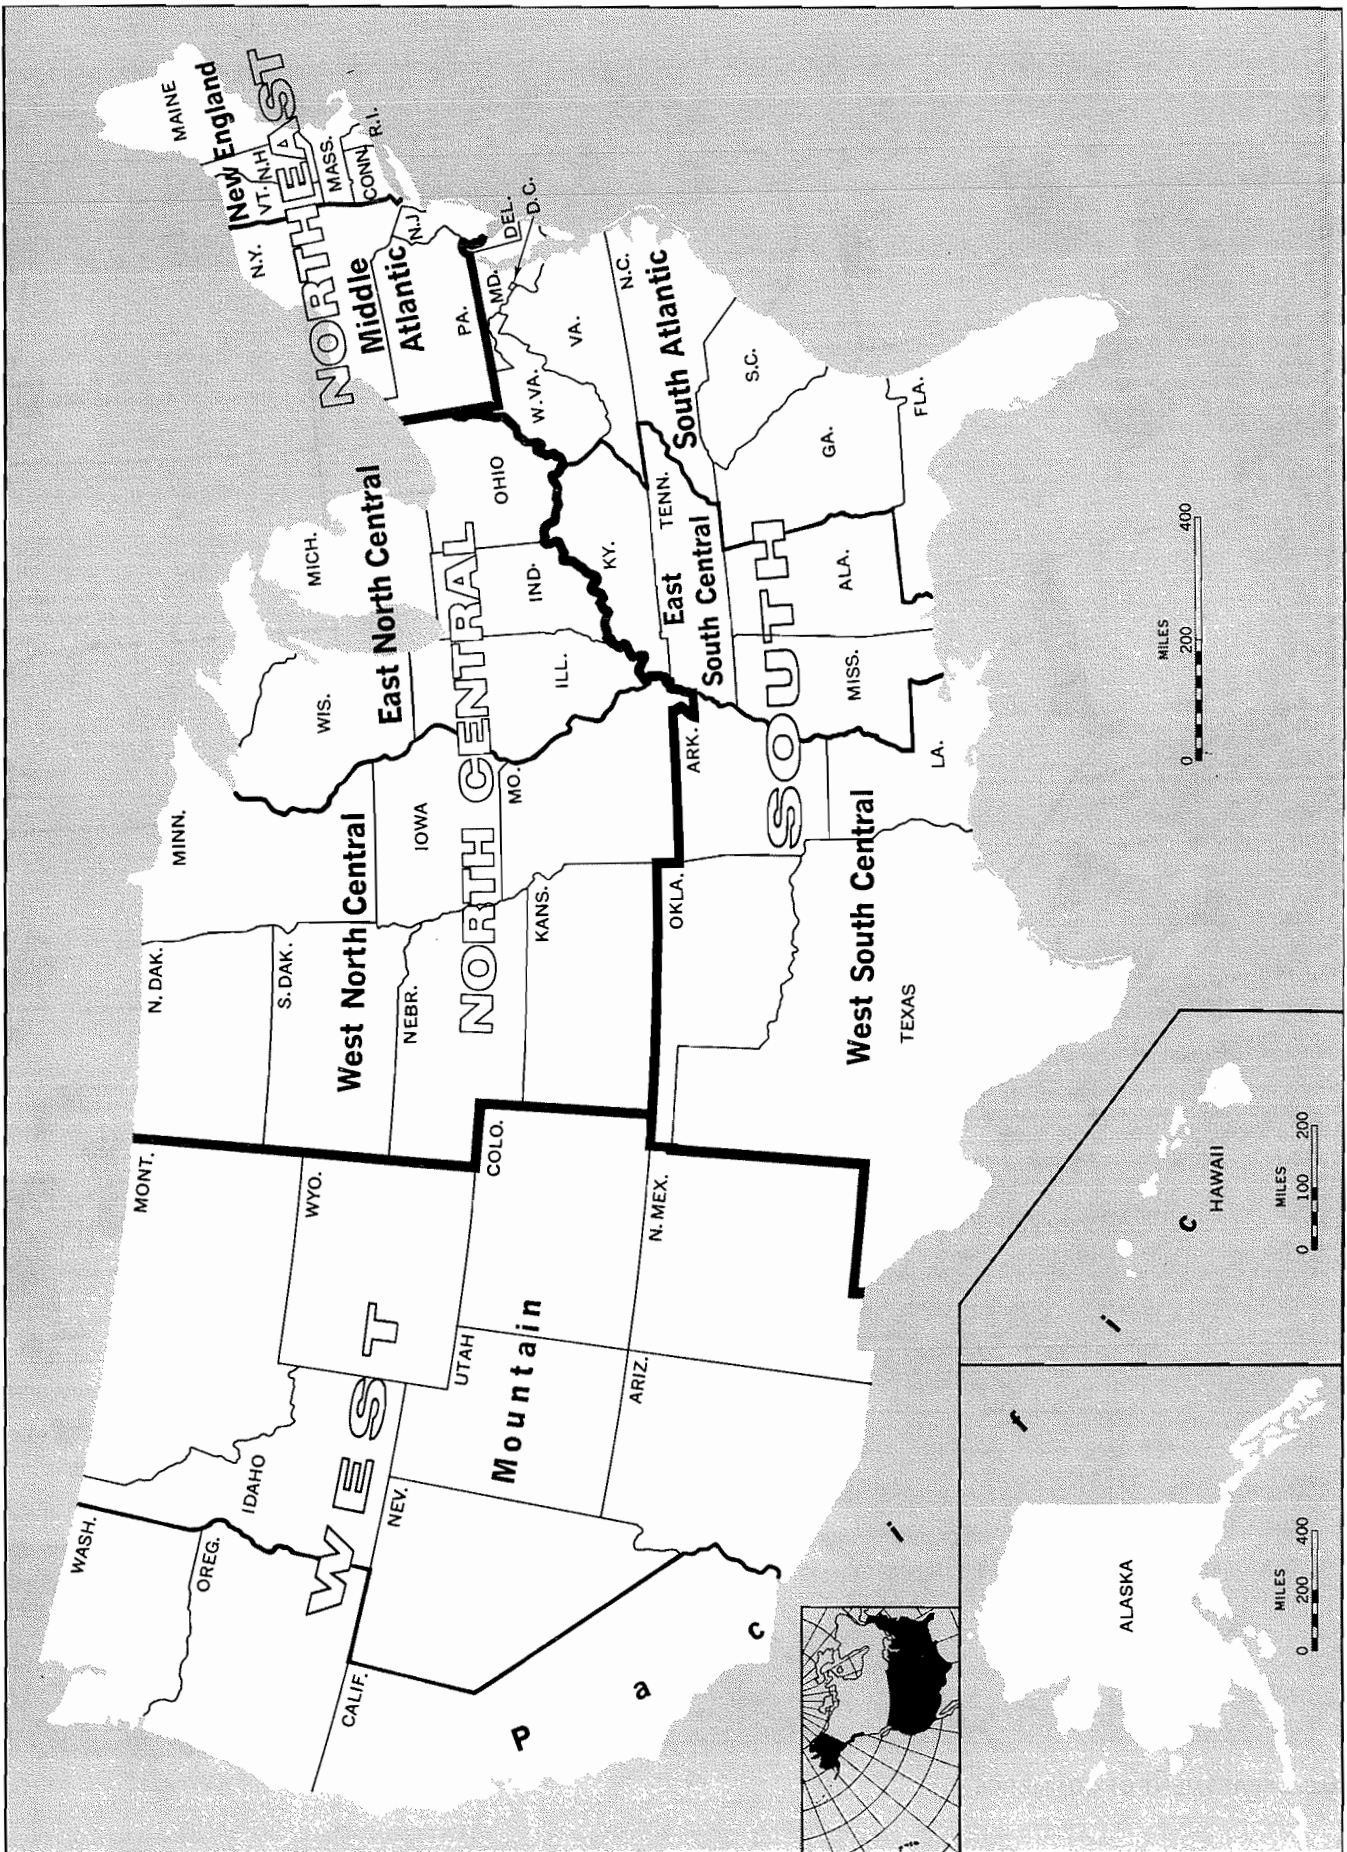 WEST
NORTH CENTRAL
NORTHEAST
SOUTH
Pacific
Mountain
West North Central
East North Central
Middle
Atlantic
New England
West South Central
East
South Central
South Atlantic
WASH.
OREG.
CALIF.
IDAHO
NEV.
MONT.
WYO.
UTAH
COLO.
ARIZ.
N. MEX.
N. DAK.
S. DAK.
NEBR.
KANS.
MINN.
IOWA
MO.
WIS.
MICH.
ILL.
IND.
OHIO
N.Y.
PA.
N.J.
MAINE
VT.
N.H.
MASS.
CONN.
R.I.
OKLA.
TEXAS
ARK.
LA.
KY.
TENN.
MISS.
ALA.
DEL.
MD.
D.C.
W.VA.
VA.
N.C.
S.C.
GA.
FLA.
ALASKA
MILES
0 200 400
HAWAII
MILES
0 100 200
MILES
0 200 400